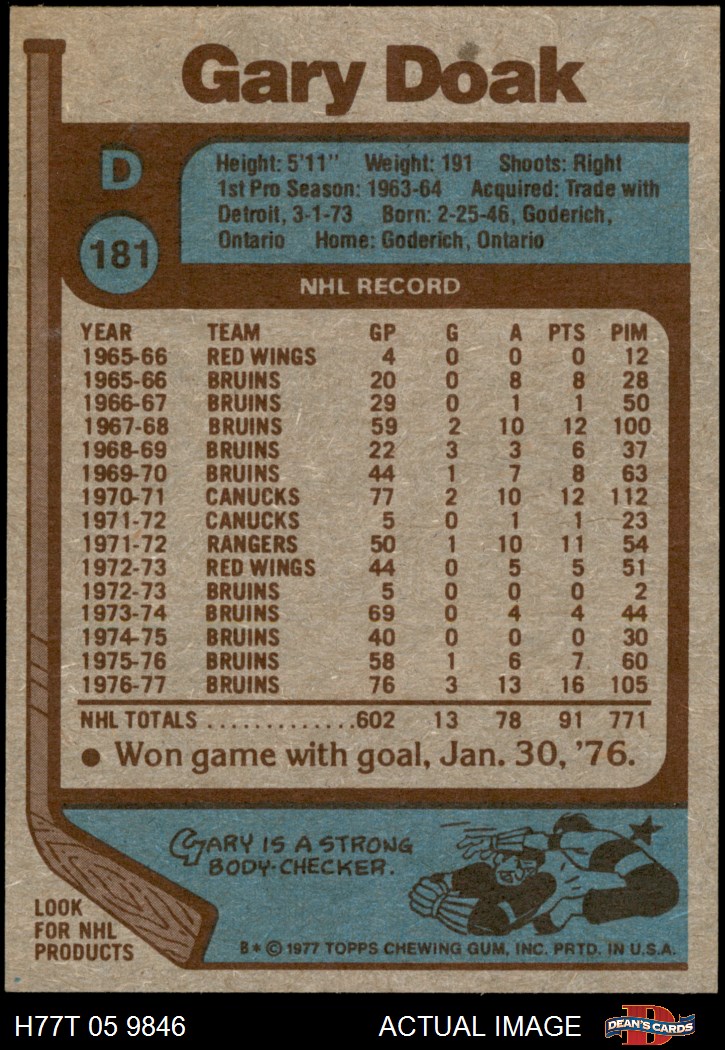 Gary Doak
D
181
Height: 5'11" Weight: 191 Shoots: Right
1st Pro Season: 1963-64 Acquired: Trade with
Detroit, 3-1-73 Born: 2-25-46, Goderich,
Ontario Home: Goderich, Ontario
NHL RECORD
YEAR TEAM GP G A PTS PIM
1965-66 RED WINGS 4 0 0 0 12
1965-66 BRUINS 20 0 8 8 28
1966-67 BRUINS 29 0 1 1 50
1967-68 BRUINS 59 2 10 12 100
1968-69 BRUINS 22 3 3 6 37
1969-70 BRUINS 44 1 7 8 63
1970-71 CANUCKS 77 2 10 12 112
1971-72 CANUCKS 5 0 1 1 23
1971-72 RANGERS 50 1 10 11 54
1972-73 RED WINGS 44 0 5 5 51
1972-73 BRUINS 5 0 0 0 2
1973-74 BRUINS 69 0 4 4 44
1974-75 BRUINS 40 0 0 0 30
1975-76 BRUINS 58 1 6 7 60
1976-77 BRUINS 76 3 13 16 105
NHL TOTALS .............602 13 78 91 771
● Won game with goal, Jan. 30, '76.
GARY IS A STRONG
BODY-CHECKER.
LOOK
FOR NHL
PRODUCTS
B * © 1977 TOPPS CHEWING GUM, INC. PRTD. IN U.S.A.
H77T 05 9846 ACTUAL IMAGE
D
DEAN'S CARDS